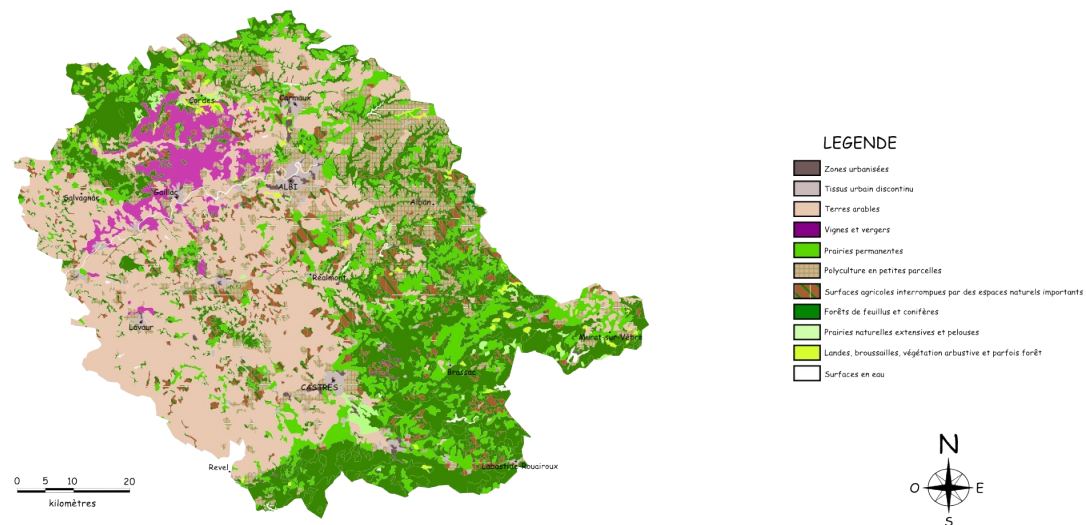 Cordes
Carmaux
ALBI
Gaillac
Salvagnac
Alban
Réalmont
Lavaur
Murat-sur-Vèbre
Brassac
CASTRES
Revel
Labastide-Rouairoux
0 5 10 20
kilomètres
LEGENDE
Zones urbanisées
Tissus urbain discontinu
Terres arables
Vignes et vergers
Prairies permanentes
Polyculture en petites parcelles
Surfaces agricoles interrompues par des espaces naturels importants
Forêts de feuillus et conifères
Prairies naturelles extensives et pelouses
Landes, broussailles, végétation arbustive et parfois forêt
Surfaces en eau
N
O
E
S